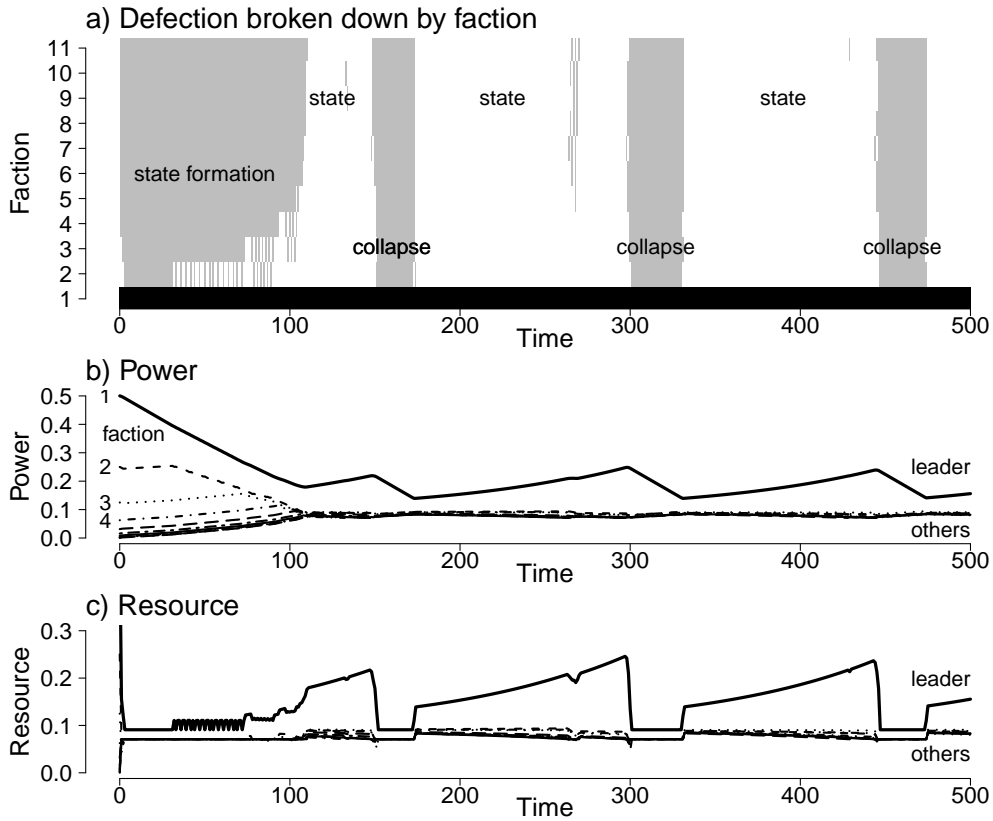 a) Defection broken down by faction
11
10
9
8
7
6
5
4
3
2
1
Faction
state
state
state
state formation
collapse
collapse
collapse
0
100
200
300
400
500
Time
b) Power
0.5
0.4
0.3
0.2
0.1
0.0
Power
1
faction
2
3
4
leader
others
0
100
200
300
400
500
Time
c) Resource
0.3
0.2
0.1
0.0
Resource
leader
others
0
100
200
300
400
500
Time